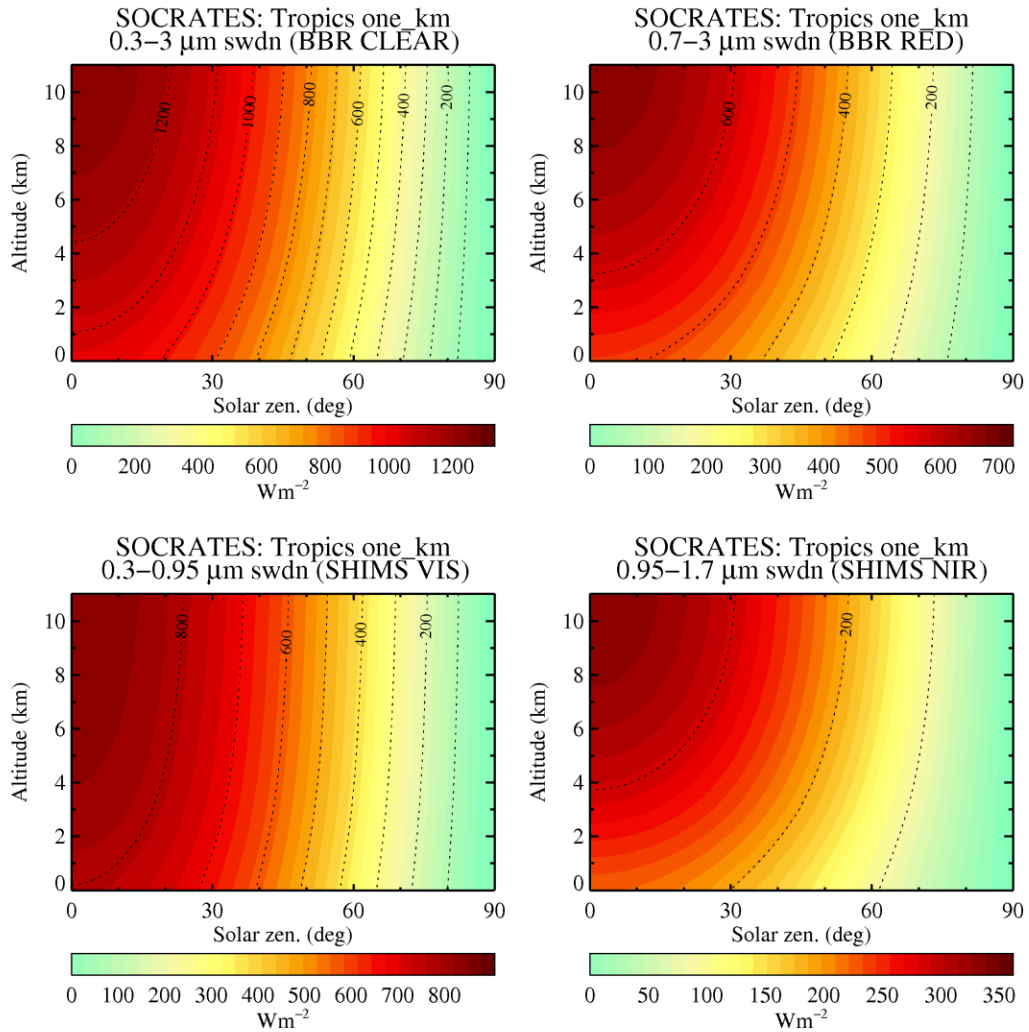 SOCRATES: Tropics one_km
0.3−3 μm swdn (BBR CLEAR)
Altitude (km)
10
8
6
4
2
0
1200
1000
800
600
400
200
0 30 60 90
Solar zen. (deg)
0 200 400 600 800 1000 1200
Wm⁻²
SOCRATES: Tropics one_km
0.7−3 μm swdn (BBR RED)
Altitude (km)
10
8
6
4
2
0
600
400
200
0 30 60 90
Solar zen. (deg)
0 100 200 300 400 500 600 700
Wm⁻²
SOCRATES: Tropics one_km
0.3−0.95 μm swdn (SHIMS VIS)
Altitude (km)
10
8
6
4
2
0
800
600
400
200
0 30 60 90
Solar zen. (deg)
0 100 200 300 400 500 600 700 800
Wm⁻²
SOCRATES: Tropics one_km
0.95−1.7 μm swdn (SHIMS NIR)
Altitude (km)
10
8
6
4
2
0
200
0 30 60 90
Solar zen. (deg)
0 50 100 150 200 250 300 350
Wm⁻²